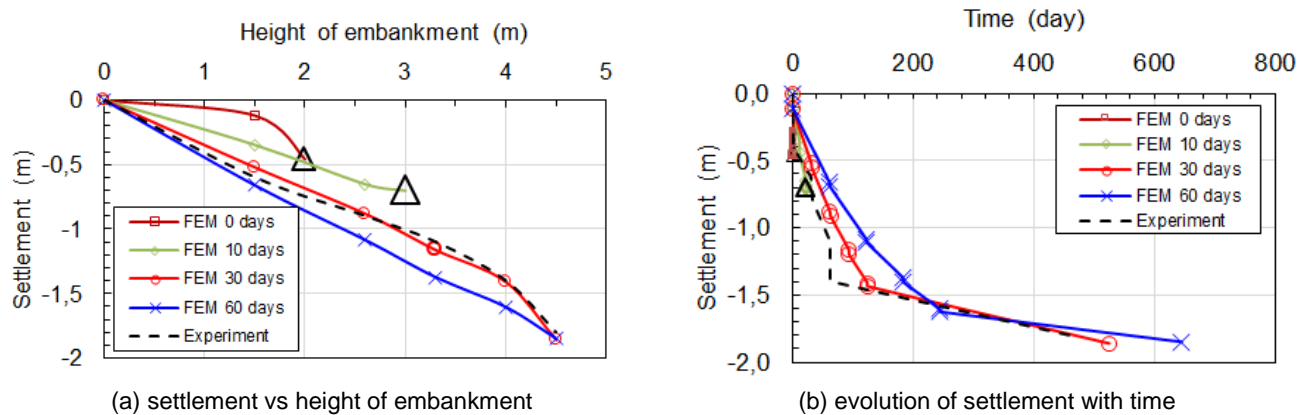 Height of embankment (m)
0 1 2 3 4 5
0
-0,5
-1
-1,5
-2
Settlement (m)
FEM 0 days
FEM 10 days
FEM 30 days
FEM 60 days
Experiment
(a) settlement vs height of embankment
Time (day)
0 200 400 600 800
0,0
-0,5
-1,0
-1,5
-2,0
Settlement (m)
FEM 0 days
FEM 10 days
FEM 30 days
FEM 60 days
Experiment
(b) evolution of settlement with time